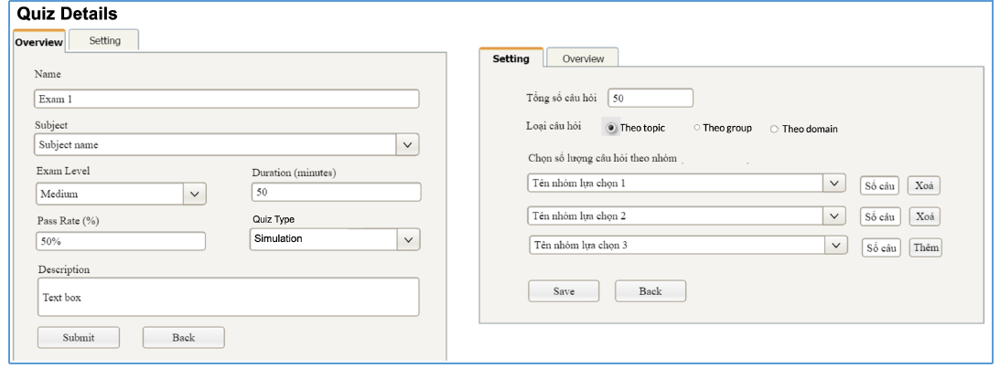 Quiz Details
Overview Setting
Name
Exam 1
Subject
Subject name
Exam Level Duration (minutes)
Medium 50
Pass Rate (%) Quiz Type
50% Simulation
Description
Text box
Submit Back
Setting Overview
Tổng số câu hỏi 50
Loại câu hỏi Theo topic Theo group Theo domain
Chọn số lượng câu hỏi theo nhóm
Tên nhóm lựa chọn 1 Số câu Xoá
Tên nhóm lựa chọn 2 Số câu Xoá
Tên nhóm lựa chọn 3 Số câu Thêm
Save Back